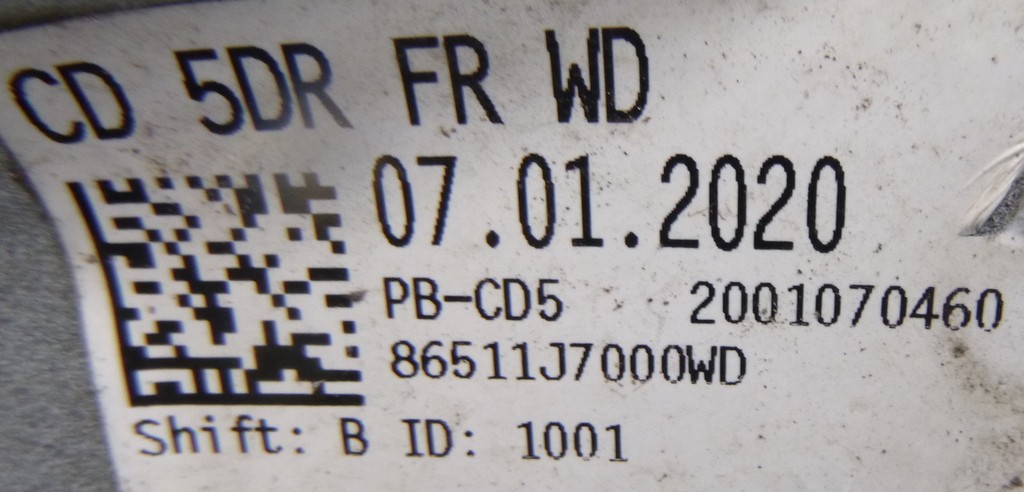 CD 5DR FR WD
07.01.2020
PB-CD5 2001070460
86511J7000WD
Shift: B ID: 1001